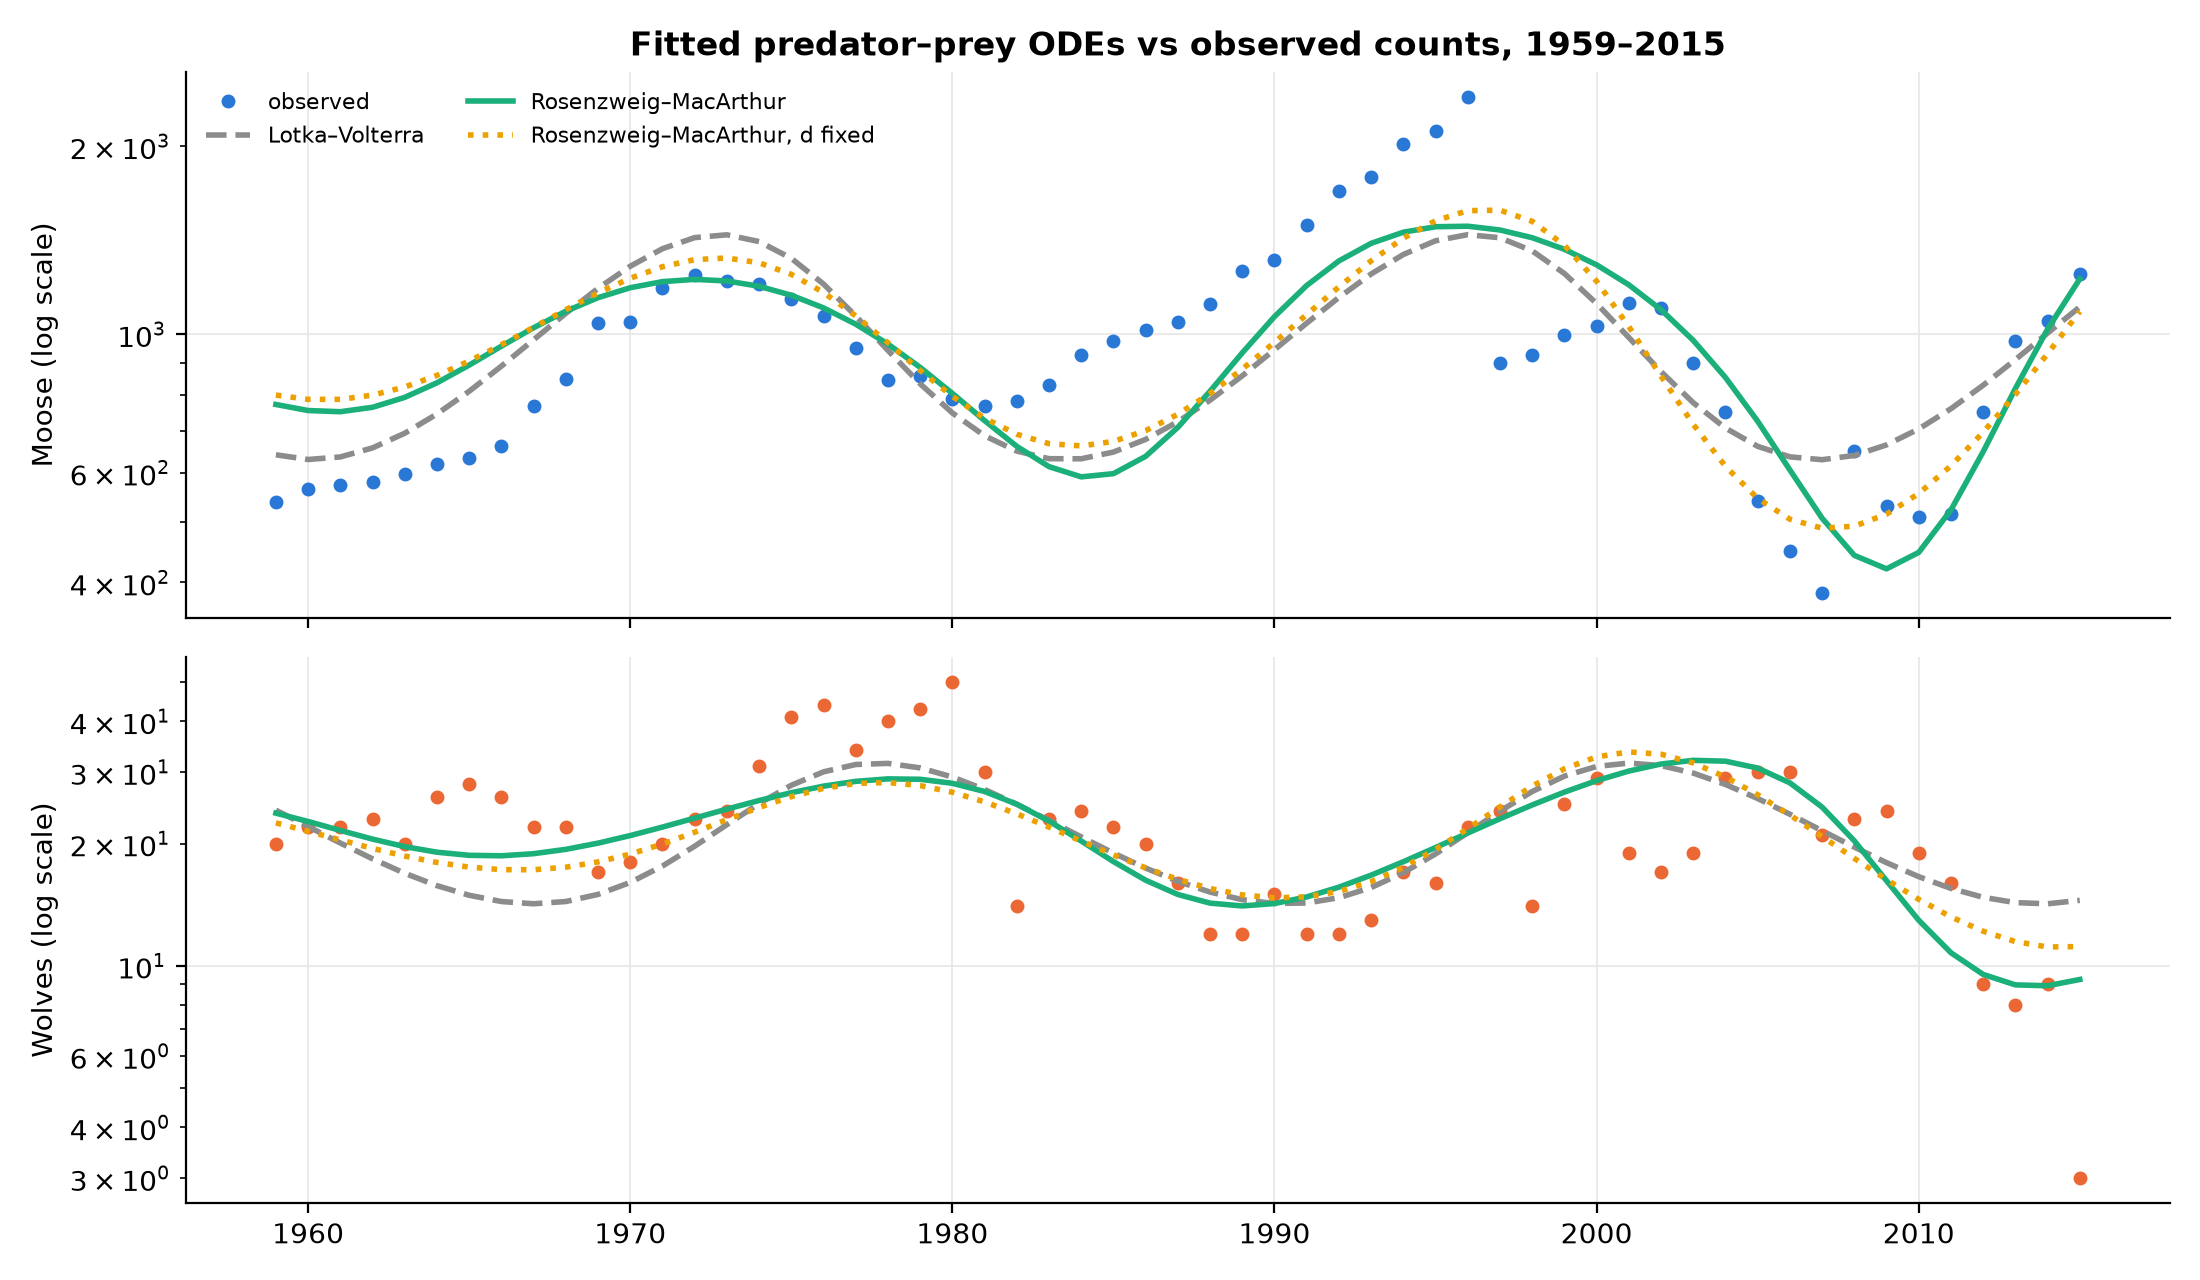 Fitted predator–prey ODEs vs observed counts, 1959–2015
observed
Lotka–Volterra
Rosenzweig–MacArthur
Rosenzweig–MacArthur, d fixed
Moose (log scale)
2 × 10³
10³
6 × 10²
4 × 10²
Wolves (log scale)
4 × 10¹
3 × 10¹
2 × 10¹
10¹
6 × 10⁰
4 × 10⁰
3 × 10⁰
1960 1970 1980 1990 2000 2010